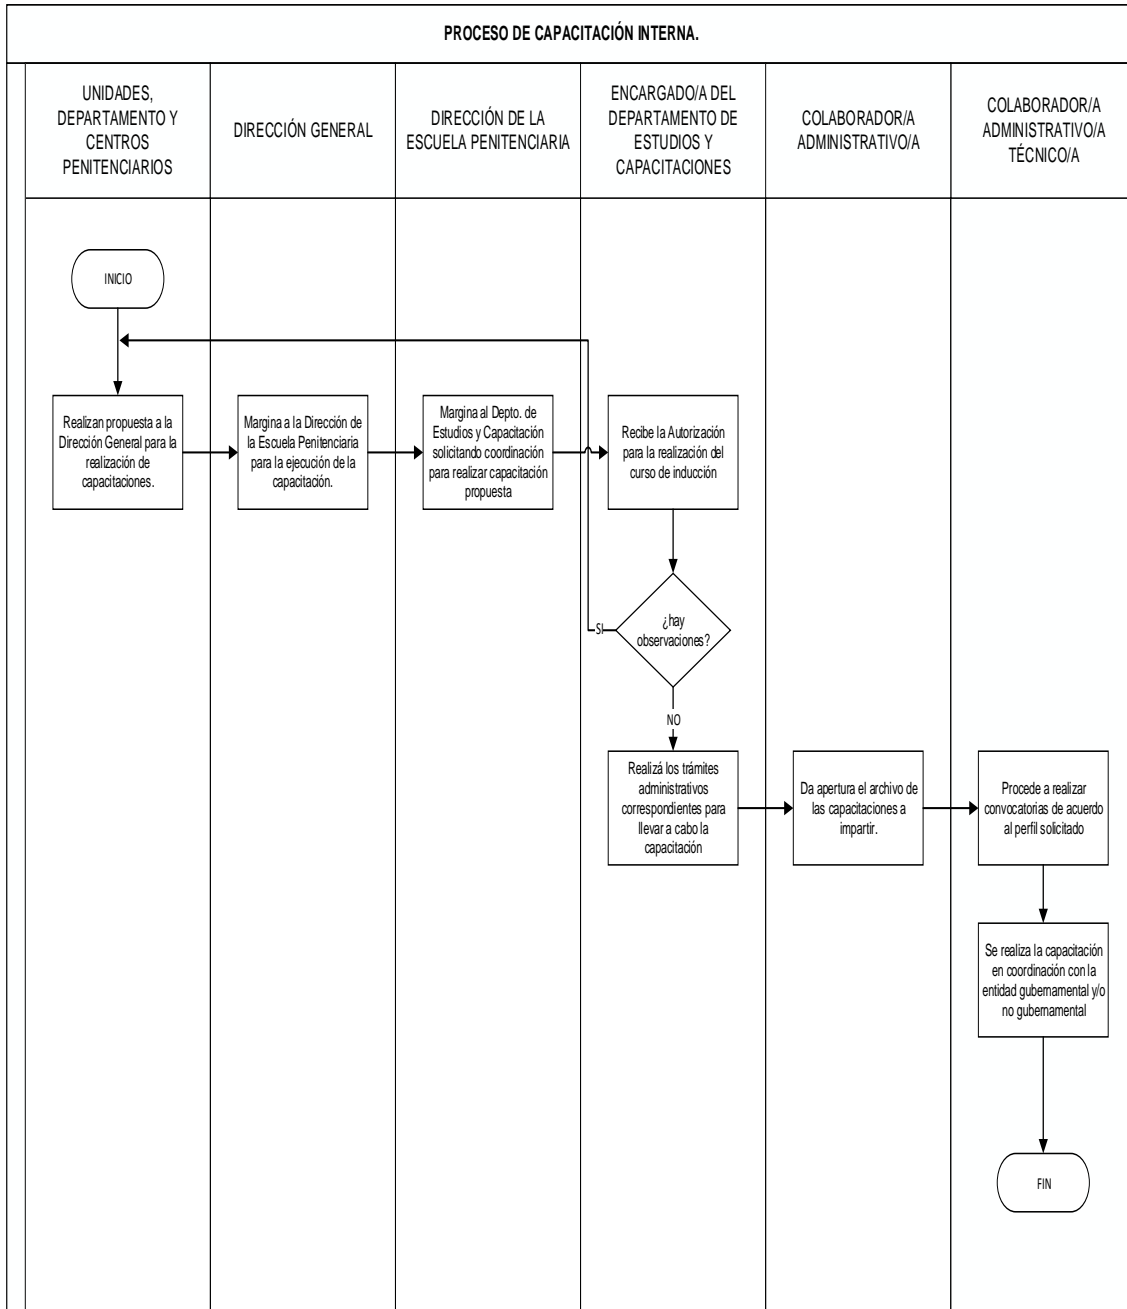 PROCESO DE CAPACITACIÓN INTERNA.
UNIDADES,
DEPARTAMENTO Y
CENTROS
PENITENCIARIOS
DIRECCIÓN GENERAL
DIRECCIÓN DE LA
ESCUELA PENITENCIARIA
ENCARGADO/A DEL
DEPARTAMENTO DE
ESTUDIOS Y
CAPACITACIONES
COLABORADOR/A
ADMINISTRATIVO/A
COLABORADOR/A
ADMINISTRATIVO/A
TÉCNICO/A
INICIO
Realizan propuesta a la
Dirección General para la
realización de
capacitaciones.
Margina a la Dirección de
la Escuela Penitenciaria
para la ejecución de la
capacitación.
Margina al Depto. de
Estudios y Capacitación
solicitando coordinación
para realizar capacitación
propuesta
Recibe la Autorización
para la realización del
curso de inducción
¿hay
observaciones?
SI
NO
Realizá los trámites
administrativos
correspondientes para
llevar a cabo la
capacitación
Da apertura el archivo de
las capacitaciones a
impartir.
Procede a realizar
convocatorias de acuerdo
al perfil solicitado
Se realiza la capacitación
en coordinación con la
entidad gubernamental y/o
no gubernamental
FIN